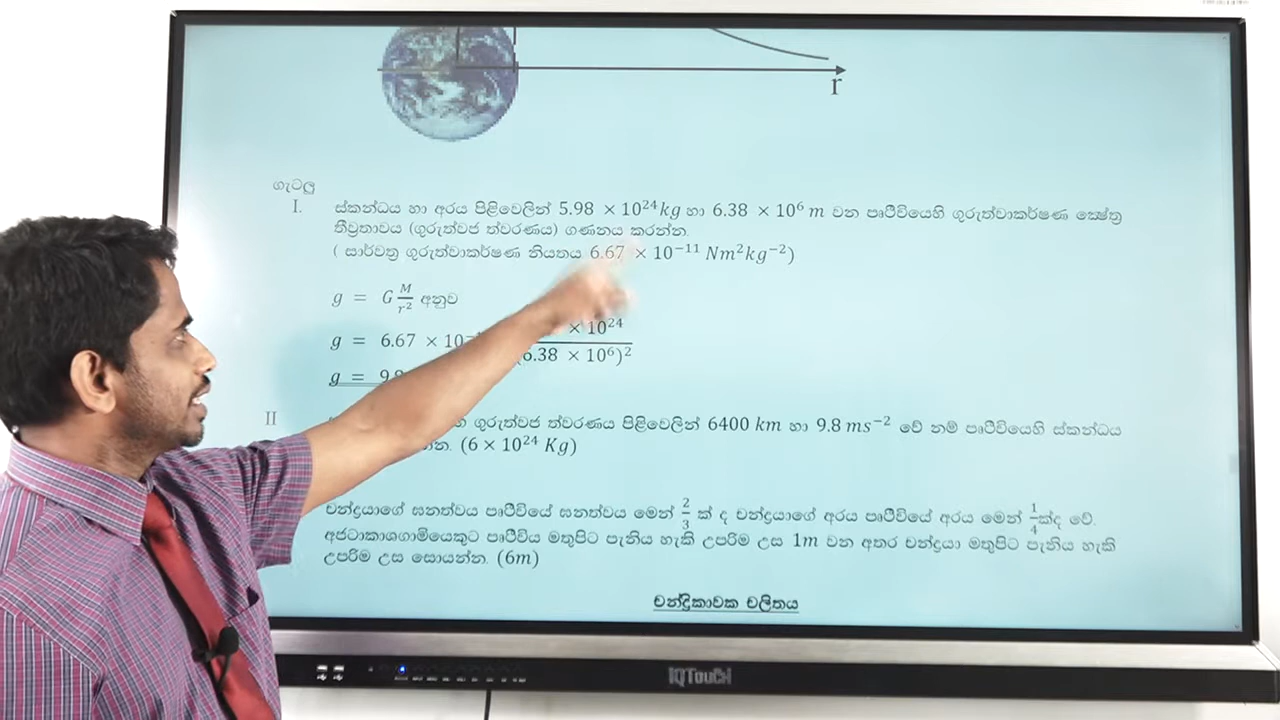 r
ගැටලු
I. ස්කන්ධය හා අරය පිළිවෙලින් 5.98 × 10²⁴ kg හා 6.38 × 10⁶ m වන පෘථිවියෙහි ගුරුත්වාකර්ෂණ ක්ෂේත්‍ර
තීව්‍රතාවය (ගුරුත්වජ ත්වරණය) ගණනය කරන්න.
( සාර්වත්‍ර ගුරුත්වාකර්ෂණ නියතය 6.67 × 10⁻¹¹ Nm²kg⁻²)
g = G M/r² අනුව
g = 6.67 × 10⁻ × 10²⁴ / (6.38 × 10⁶)²
g = 9.8
II ගුරුත්වජ ත්වරණය පිළිවෙලින් 6400 km හා 9.8 ms⁻² වේ නම් පෘථිවියෙහි ස්කන්ධය
(6 × 10²⁴ Kg)
චන්ද්‍රයාගේ ඝනත්වය පෘථිවියේ ඝනත්වය මෙන් 2/3 ක් ද චන්ද්‍රයාගේ අරය පෘථිවියේ අරය මෙන් 1/4 ක්ද වේ.
අජටාකාශගාමියෙකුට පෘථිවිය මතුපිට පැනිය හැකි උපරිම උස 1m වන අතර චන්ද්‍රයා මතුපිට පැනිය හැකි
උපරිම උස සොයන්න. (6m)
චන්ද්‍රිකාවක චලිතය
IQTouch